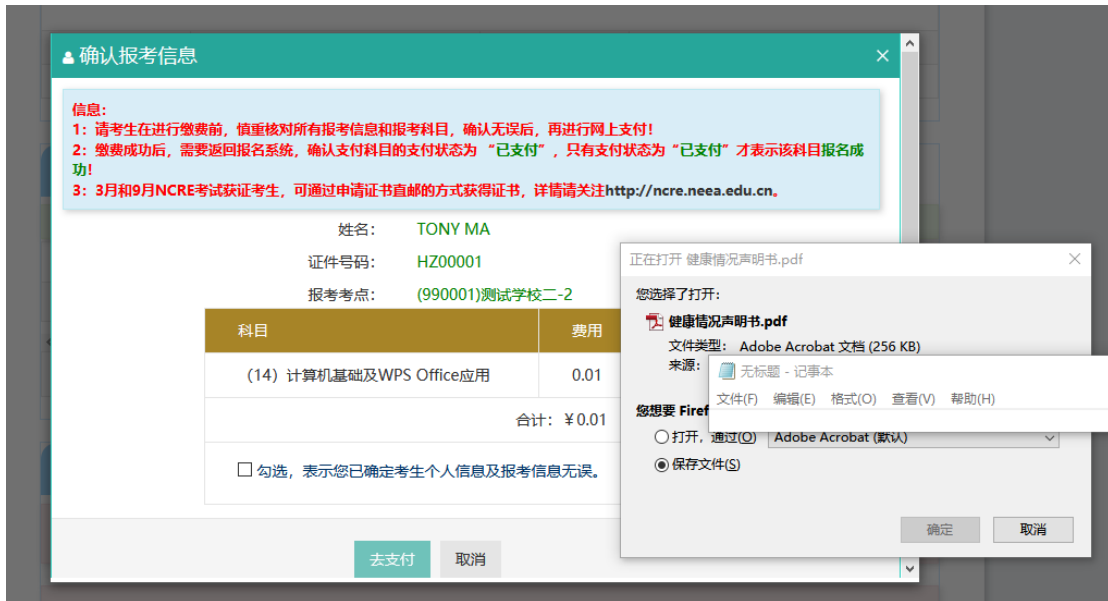 确认报考信息
×
信息:
1: 请考生在进行缴费前，慎重核对所有报考信息和报考科目，确认无误后，再进行网上支付!
2: 缴费成功后，需要返回报名系统，确认支付科目的支付状态为 “已支付”，只有支付状态为“已支付”才表示该科目报名成
功!
3: 3月和9月NCRE考试获证考生，可通过申请证书直邮的方式获得证书，详情请关注http://ncre.neea.edu.cn。
姓名: TONY MA
证件号码: HZ00001
报考考点: (990001)测试学校二-2
科目 费用
(14) 计算机基础及WPS Office应用 0.01
合计: ¥0.01
勾选，表示您已确定考生个人信息及报考信息无误。
去支付 取消
正在打开 健康情况声明书.pdf
您选择了打开:
健康情况声明书.pdf
文件类型: Adobe Acrobat 文档 (256 KB)
来源:
无标题 - 记事本
文件(F) 编辑(E) 格式(O) 查看(V) 帮助(H)
您想要 Firef
打开，通过(O) Adobe Acrobat (默认)
保存文件(S)
确定 取消